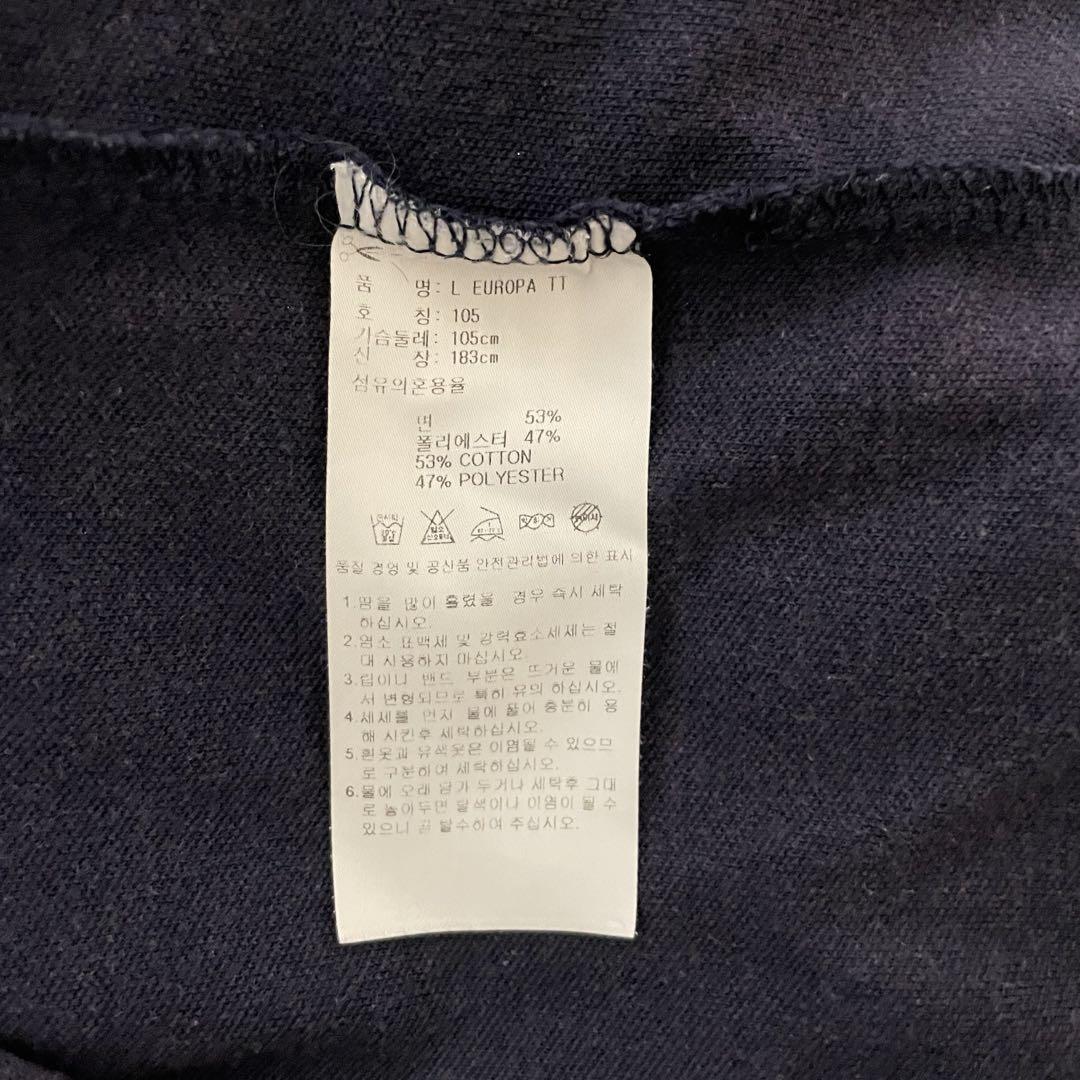 품 명: L EUROPA TT
호 칭: 105
가슴둘레: 105cm
신 장: 183cm
섬유의혼용율
면 53%
폴리에스터 47%
53% COTTON
47% POLYESTER
품질 경영 및 공산품 안전관리법에 의한 표시
1.땀을 많이 흘렸을 경우 즉시 세탁
하십시오.
2.염소 표백제 및 강력효소세제는 절
대 사용하지 마십시오.
3.립이나 밴드 부분은 뜨거운 물에
서 변형되므로 특히 유의 하십시오.
4.세제를 먼저 물에 풀어 충분히 용
해 시킨후 세탁하십시오.
5.흰옷과 유색옷은 이염될 수 있으므
로 구분하여 세탁하십시오.
6.물에 오래 담가 두거나 세탁후 그대
로 놓아두면 탈색이나 이염이 될 수
있으니 곧 탈수하여 주십시오.